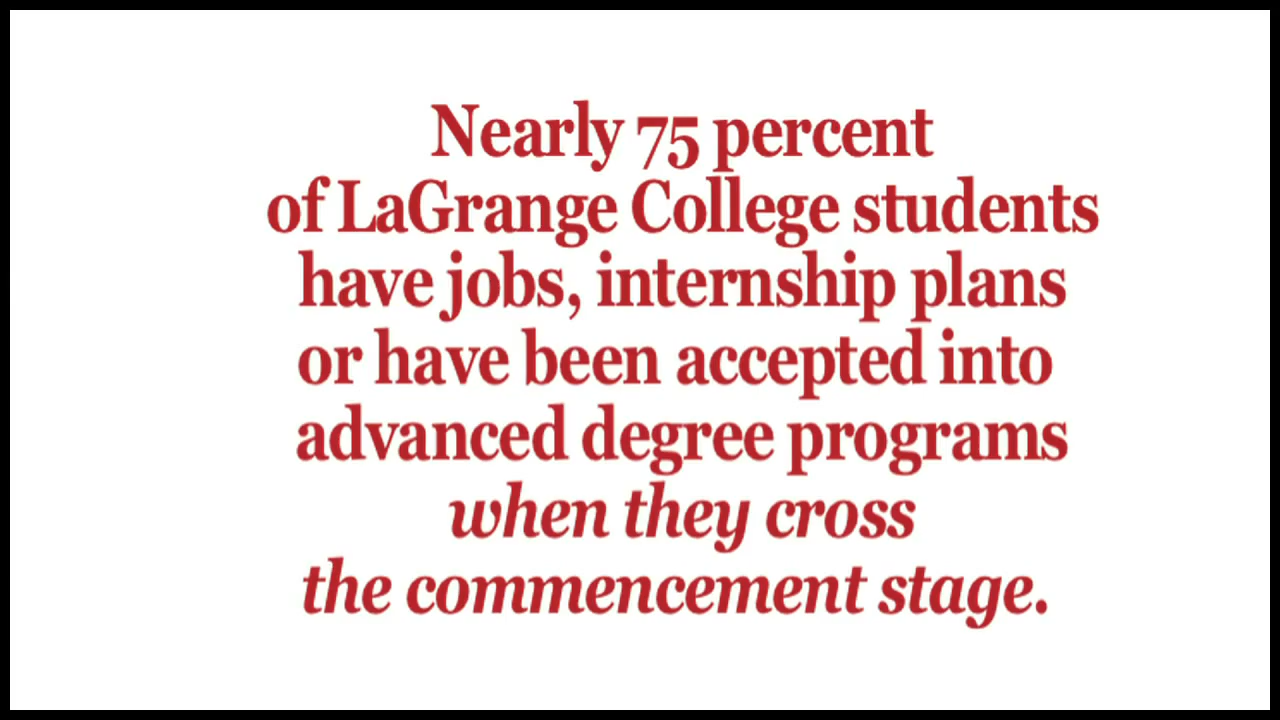 Nearly 75 percent
of LaGrange College students
have jobs, internship plans
or have been accepted into
advanced degree programs
when they cross
the commencement stage.